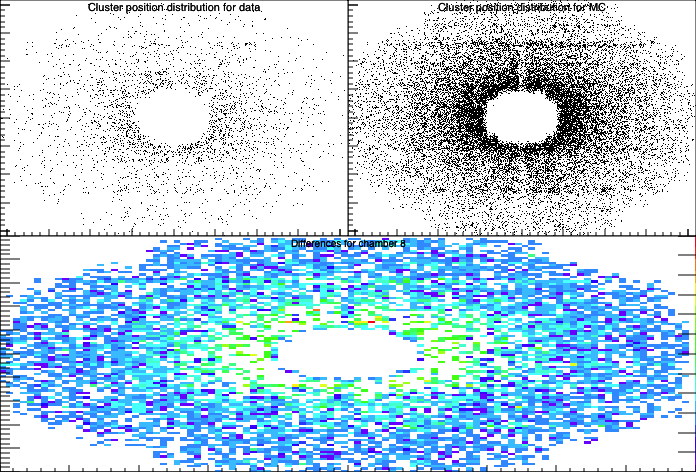 Cluster position distribution for data
Cluster position distribution for MC
Differences for chamber 8